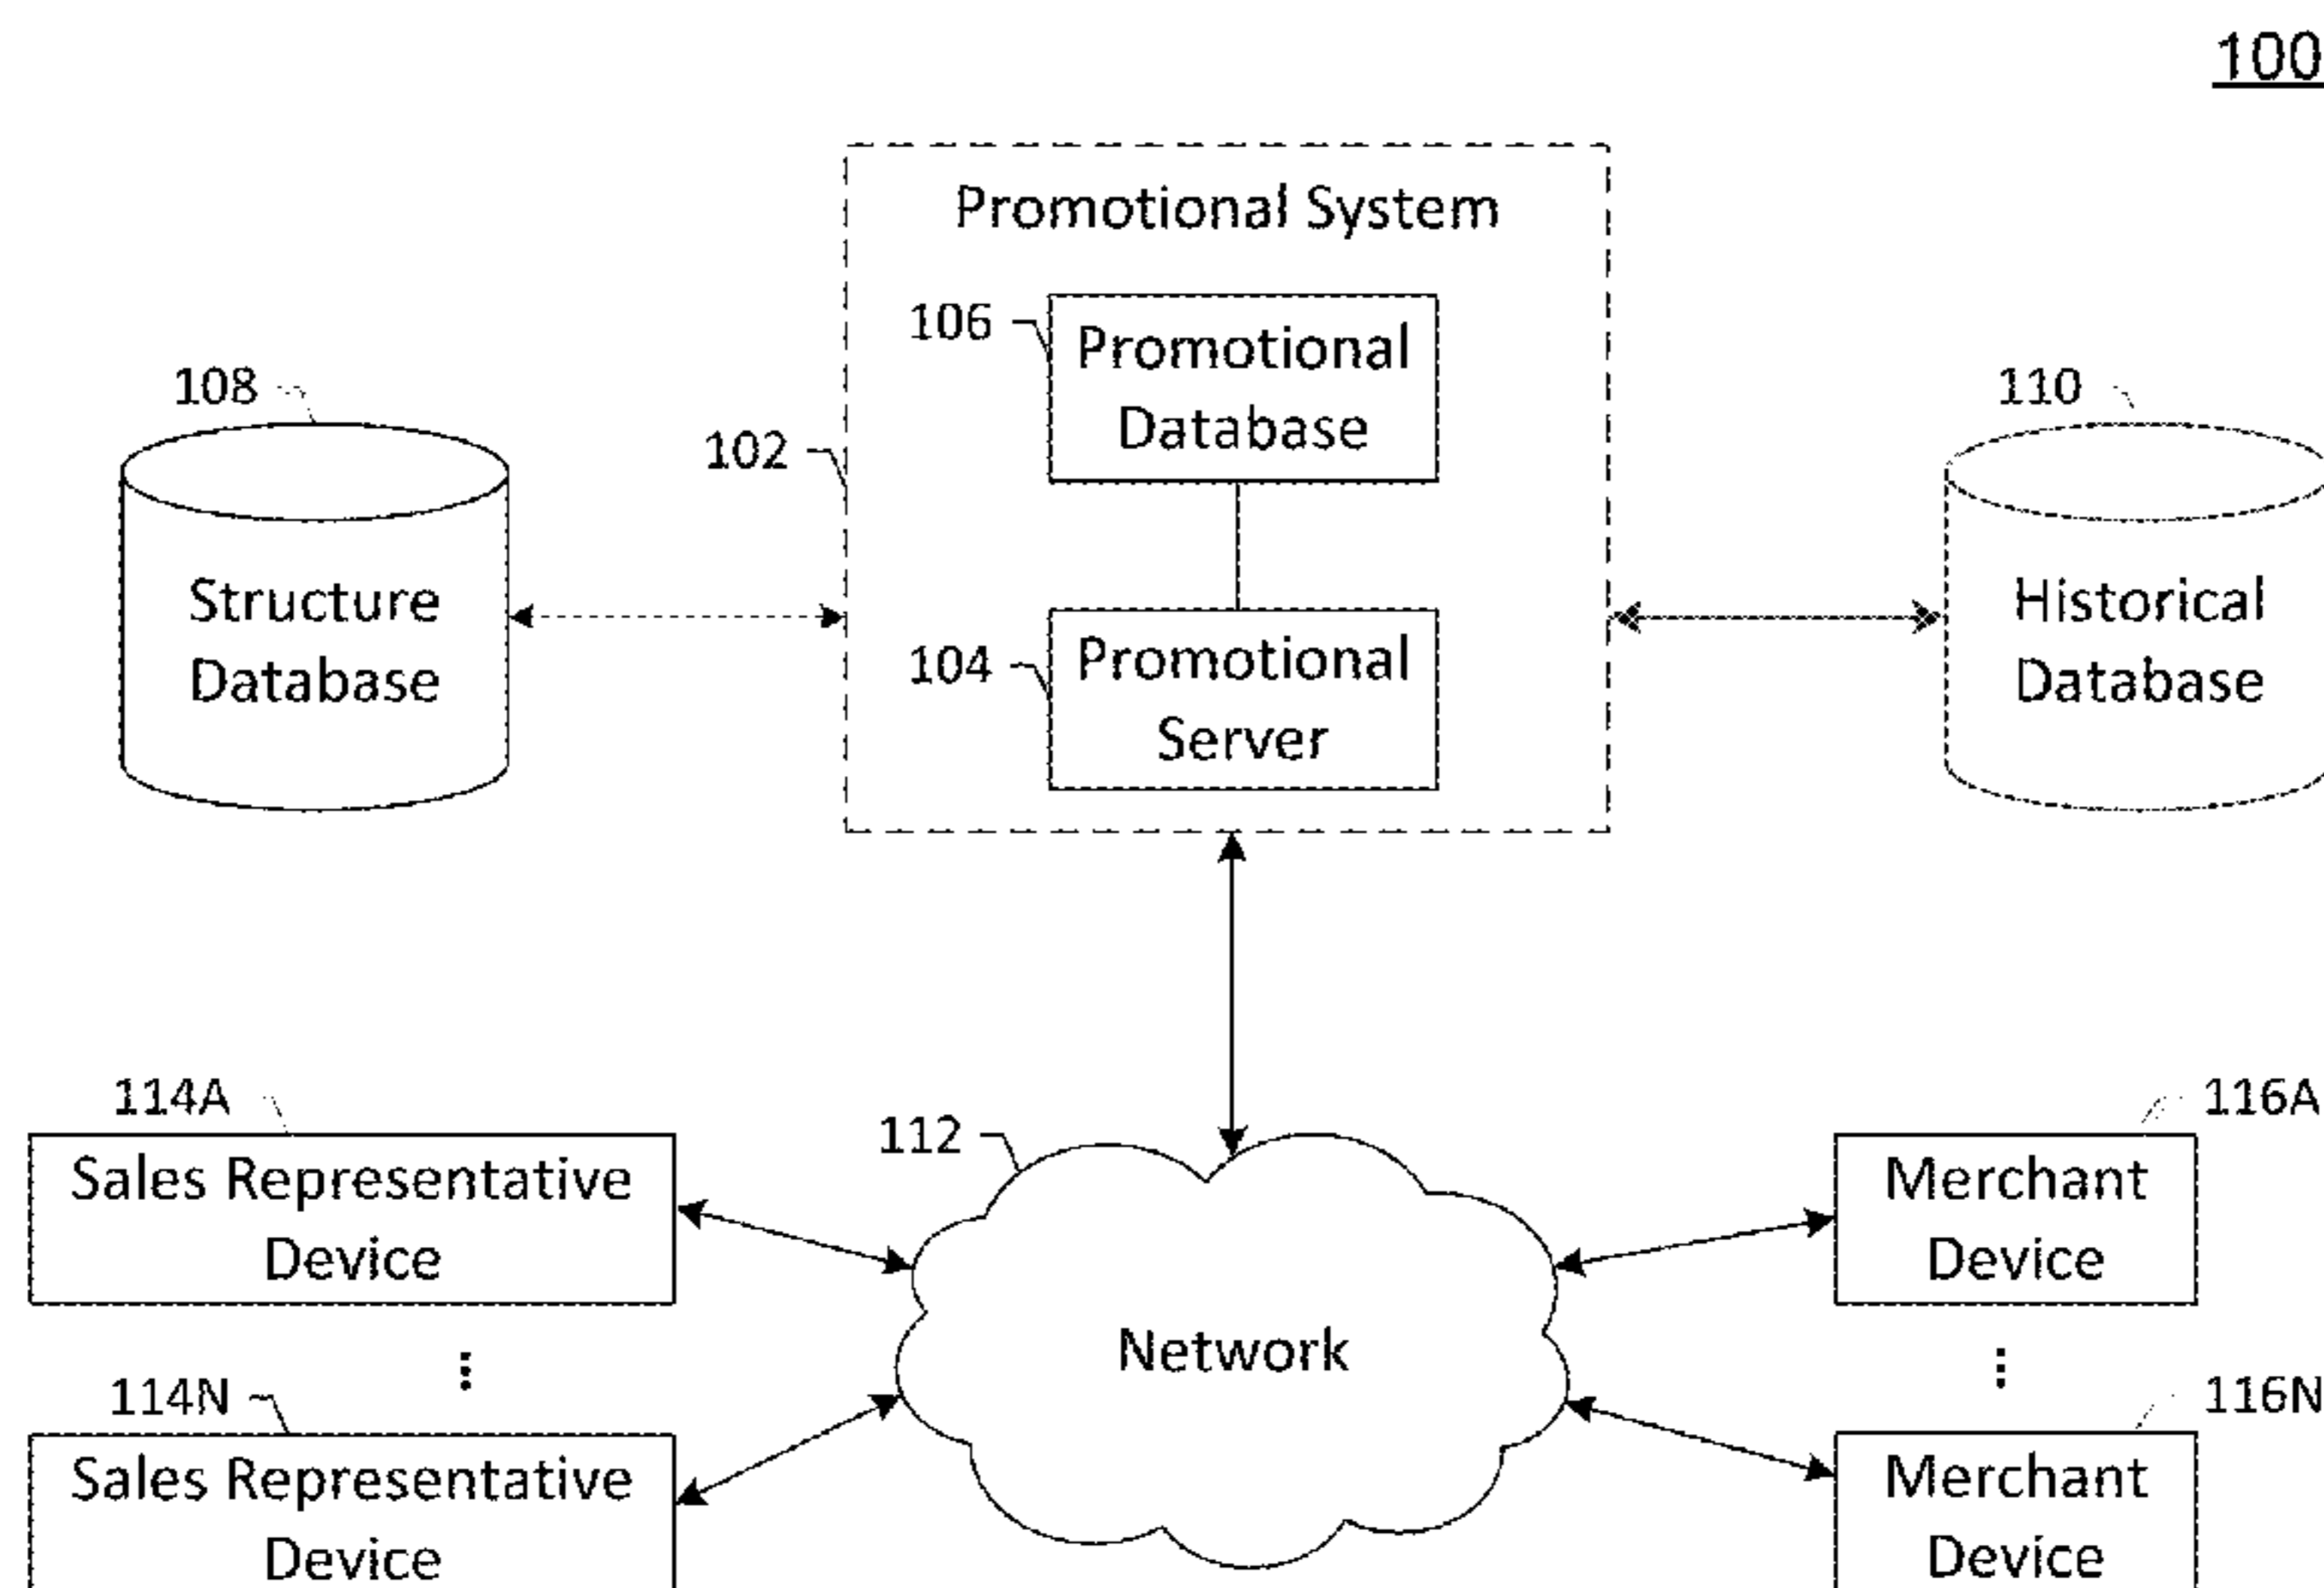 100
Promotional System
106
Promotional
Database
108
110
102
Structure
Database
Historical
Database
104
Promotional
Server
114A
112
116A
Sales Representative
Device
Merchant
Device
Network
114N
116N
Sales Representative
Device
Merchant
Device